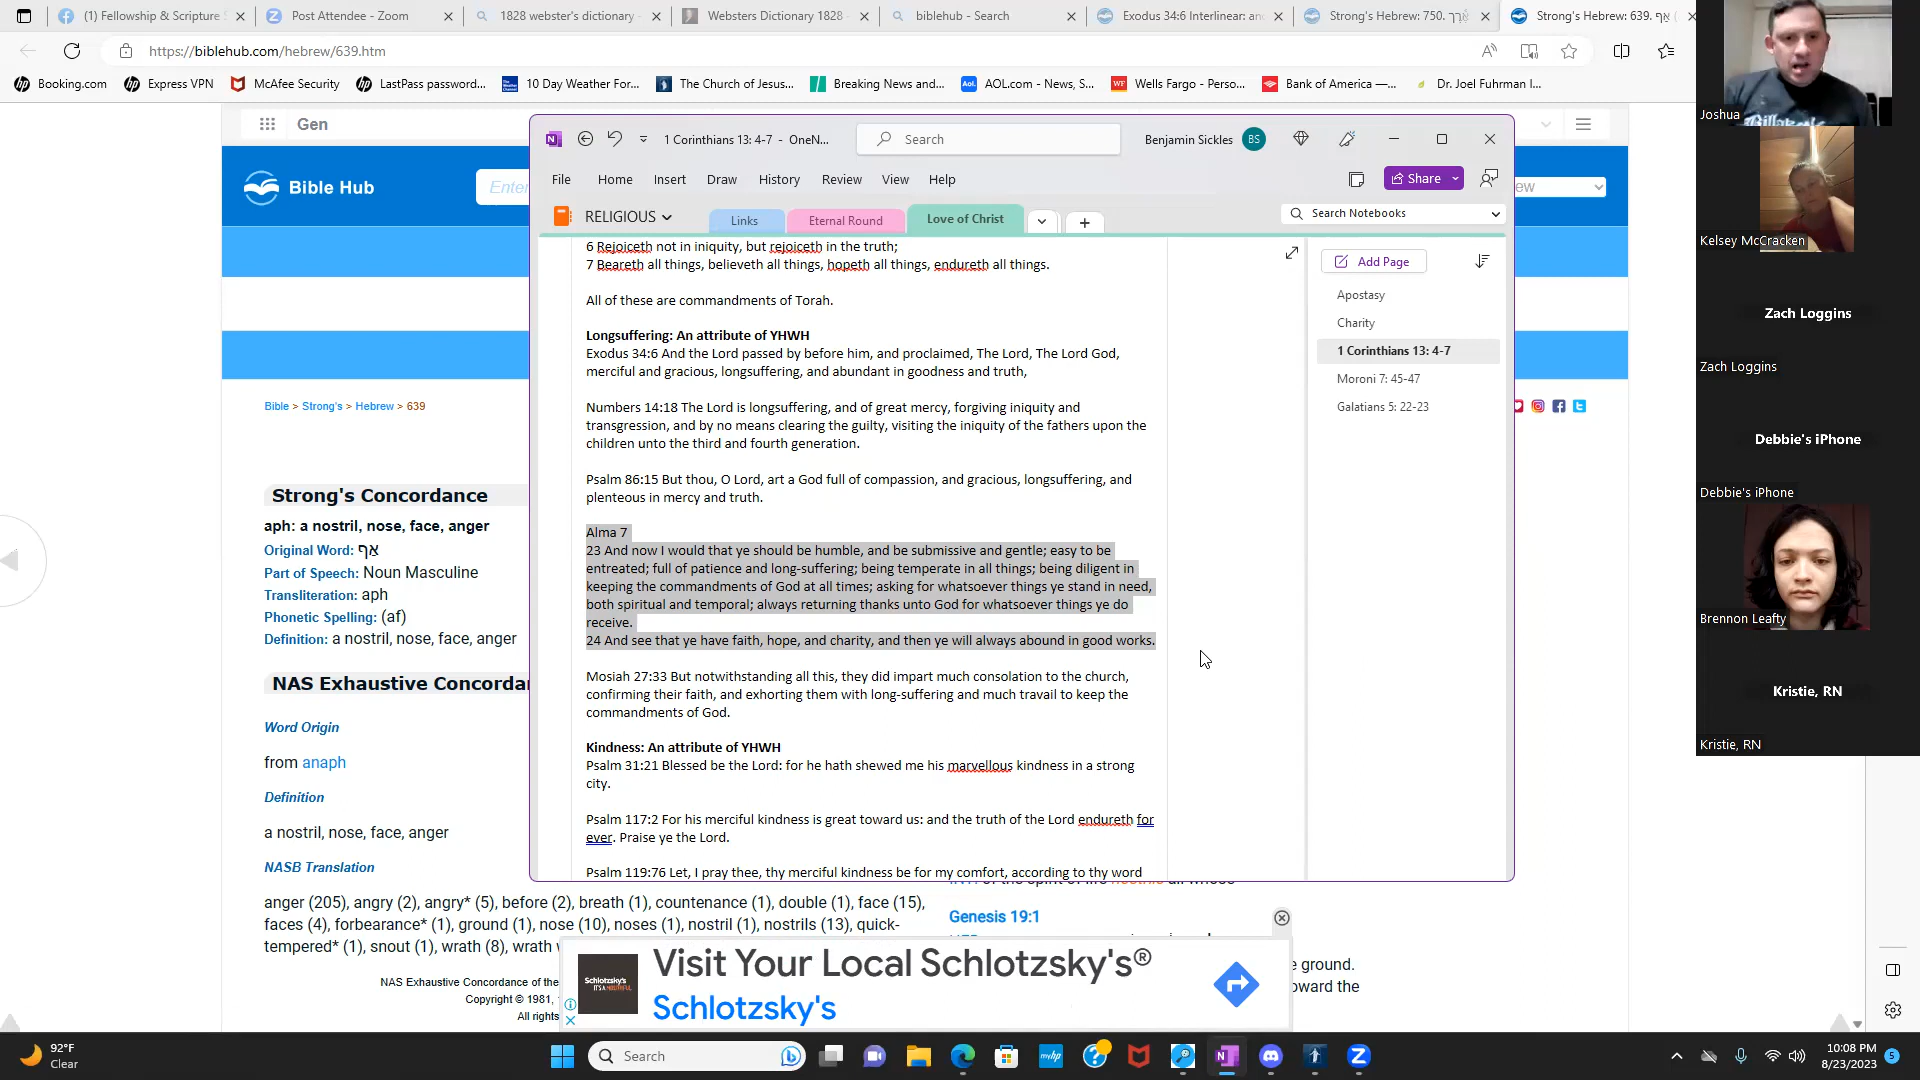 (1) Fellowship & Scripture S
Post Attendee - Zoom
1828 webster's dictionary -
Websters Dictionary 1828 -
biblehub - Search
Exodus 34:6 Interlinear: and
Strong's Hebrew: 750. אָרֵךְ
Strong's Hebrew: 639. אַף (
https://biblehub.com/hebrew/639.htm
Booking.com
Express VPN
McAfee Security
LastPass password...
10 Day Weather For...
The Church of Jesus...
Breaking News and...
AOL.com - News, S...
Wells Fargo - Perso...
Bank of America —...
Dr. Joel Fuhrman I...
Gen
Bible Hub
Enter
ew
Bible > Strong's > Hebrew > 639
Strong's Concordance
aph: a nostril, nose, face, anger
Original Word: אַף
Part of Speech: Noun Masculine
Transliteration: aph
Phonetic Spelling: (af)
Definition: a nostril, nose, face, anger
NAS Exhaustive Concorda
Word Origin
from anaph
Definition
a nostril, nose, face, anger
NASB Translation
anger (205), angry (2), angry* (5), before (2), breath (1), countenance (1), double (1), face (15),
faces (4), forbearance* (1), ground (1), nose (10), noses (1), nostril (1), nostrils (13), quick-
tempered* (1), snout (1), wrath (8), wrath w
NAS Exhaustive Concordance of the
Copyright © 1981,
All rights
1 Corinthians 13: 4-7 - OneN...
Search
Benjamin Sickles
BS
File
Home
Insert
Draw
History
Review
View
Help
Share
RELIGIOUS
Links
Eternal Round
Love of Christ
Search Notebooks
6 Rejoiceth not in iniquity, but rejoiceth in the truth;
7 Beareth all things, believeth all things, hopeth all things, endureth all things.
All of these are commandments of Torah.
Longsuffering: An attribute of YHWH
Exodus 34:6 And the Lord passed by before him, and proclaimed, The Lord, The Lord God,
merciful and gracious, longsuffering, and abundant in goodness and truth,
Numbers 14:18 The Lord is longsuffering, and of great mercy, forgiving iniquity and
transgression, and by no means clearing the guilty, visiting the iniquity of the fathers upon the
children unto the third and fourth generation.
Psalm 86:15 But thou, O Lord, art a God full of compassion, and gracious, longsuffering, and
plenteous in mercy and truth.
Alma 7
23 And now I would that ye should be humble, and be submissive and gentle; easy to be
entreated; full of patience and long-suffering; being temperate in all things; being diligent in
keeping the commandments of God at all times; asking for whatsoever things ye stand in need,
both spiritual and temporal; always returning thanks unto God for whatsoever things ye do
receive.
24 And see that ye have faith, hope, and charity, and then ye will always abound in good works.
Mosiah 27:33 But notwithstanding all this, they did impart much consolation to the church,
confirming their faith, and exhorting them with long-suffering and much travail to keep the
commandments of God.
Kindness: An attribute of YHWH
Psalm 31:21 Blessed be the Lord: for he hath shewed me his marvellous kindness in a strong
city.
Psalm 117:2 For his merciful kindness is great toward us: and the truth of the Lord endureth for
ever. Praise ye the Lord.
Psalm 119:76 Let, I pray thee, thy merciful kindness be for my comfort, according to thy word
Add Page
Apostasy
Charity
1 Corinthians 13: 4-7
Moroni 7: 45-47
Galatians 5: 22-23
Genesis 19:1
e ground.
oward the
Schlotzsky's
Visit Your Local Schlotzsky's®
Schlotzsky's
Joshua
Kelsey McCracken
Zach Loggins
Zach Loggins
Debbie's iPhone
Debbie's iPhone
Brennon Leafty
Kristie, RN
Kristie, RN
92°F
Clear
Search
10:08 PM
8/23/2023
5